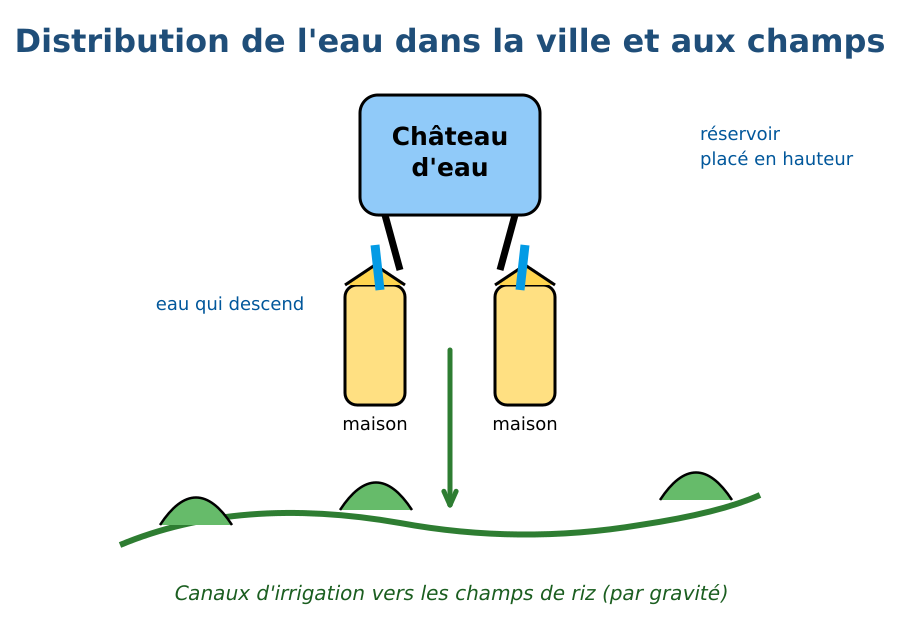 Distribution de l'eau dans la ville et aux champs
Château
d'eau
réservoir
placé en hauteur
eau qui descend
maison
maison
Canaux d'irrigation vers les champs de riz (par gravité)